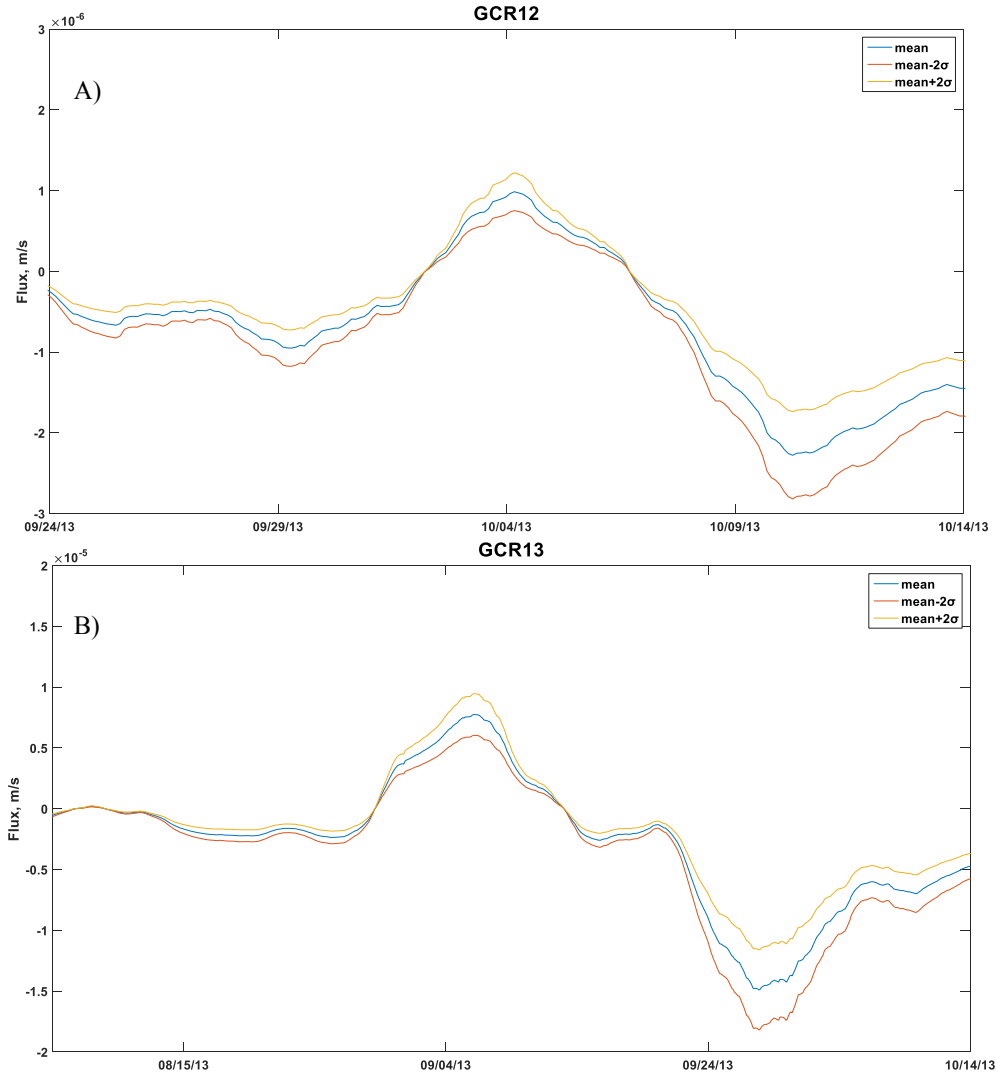 GCR12
×10⁻⁶
3
mean
mean-2σ
mean+2σ
A)
2
1
0
Flux, m/s
-1
-2
-3
09/24/13 09/29/13 10/04/13 10/09/13 10/14/13
GCR13
×10⁻⁵
2
mean
mean-2σ
mean+2σ
B)
1.5
1
0.5
0
Flux, m/s
-0.5
-1
-1.5
-2
08/15/13 09/04/13 09/24/13 10/14/13